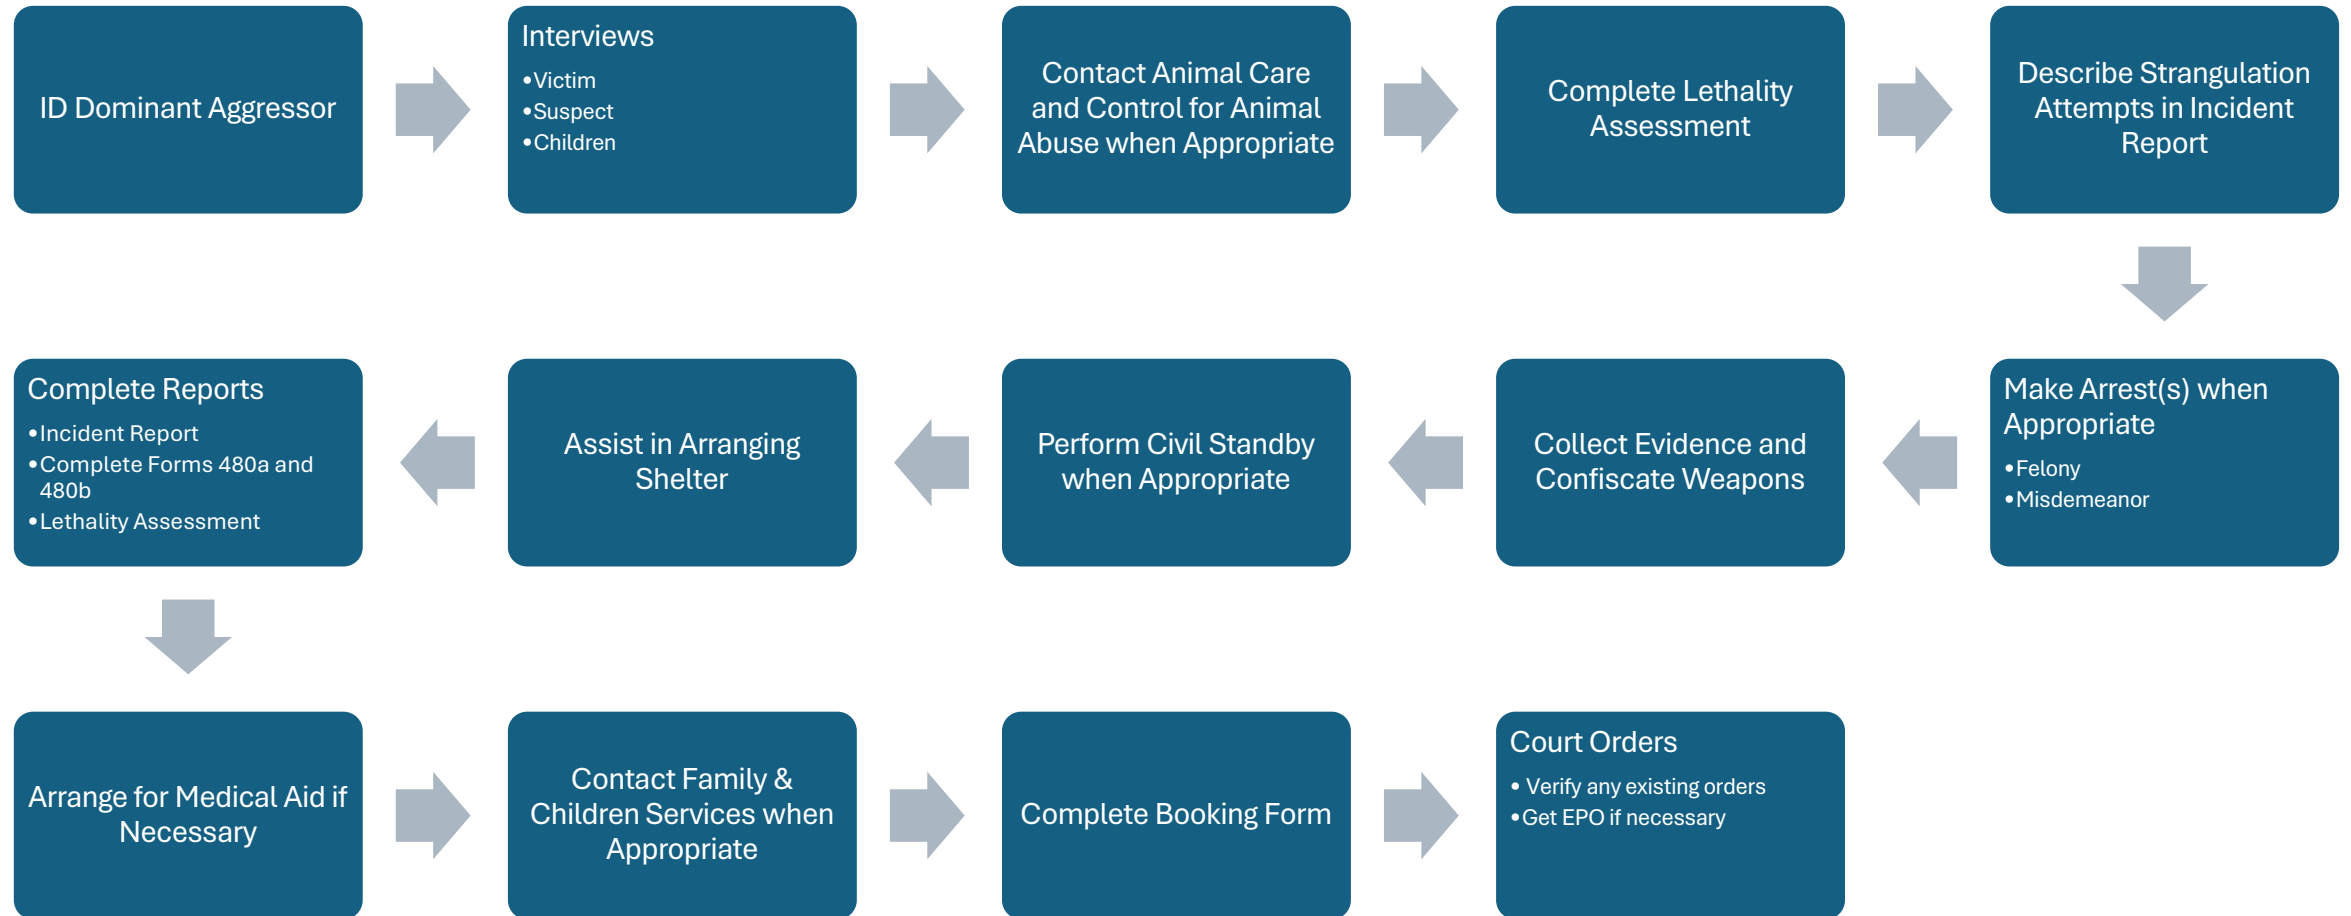 ID Dominant Aggressor
Interviews
•Victim
•Suspect
•Children
Contact Animal Care
and Control for Animal
Abuse when Appropriate
Complete Lethality
Assessment
Describe Strangulation
Attempts in Incident
Report
Make Arrest(s) when
Appropriate
•Felony
•Misdemeanor
Collect Evidence and
Confiscate Weapons
Perform Civil Standby
when Appropriate
Assist in Arranging
Shelter
Complete Reports
•Incident Report
•Complete Forms 480a and
480b
•Lethality Assessment
Arrange for Medical Aid if
Necessary
Contact Family &
Children Services when
Appropriate
Complete Booking Form
Court Orders
• Verify any existing orders
•Get EPO if necessary